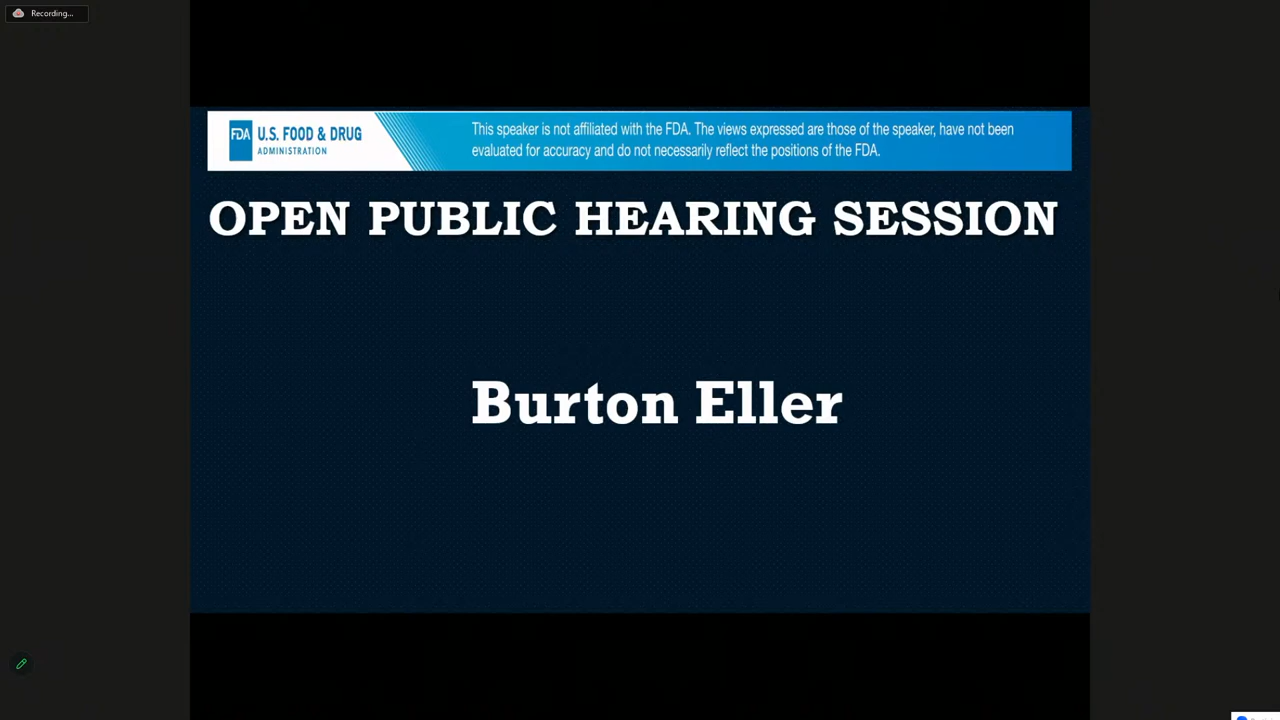 Recording...
FDA
U.S. FOOD & DRUG
ADMINISTRATION
This speaker is not affiliated with the FDA. The views expressed are those of the speaker, have not been
evaluated for accuracy and do not necessarily reflect the positions of the FDA.
OPEN PUBLIC HEARING SESSION
Burton Eller